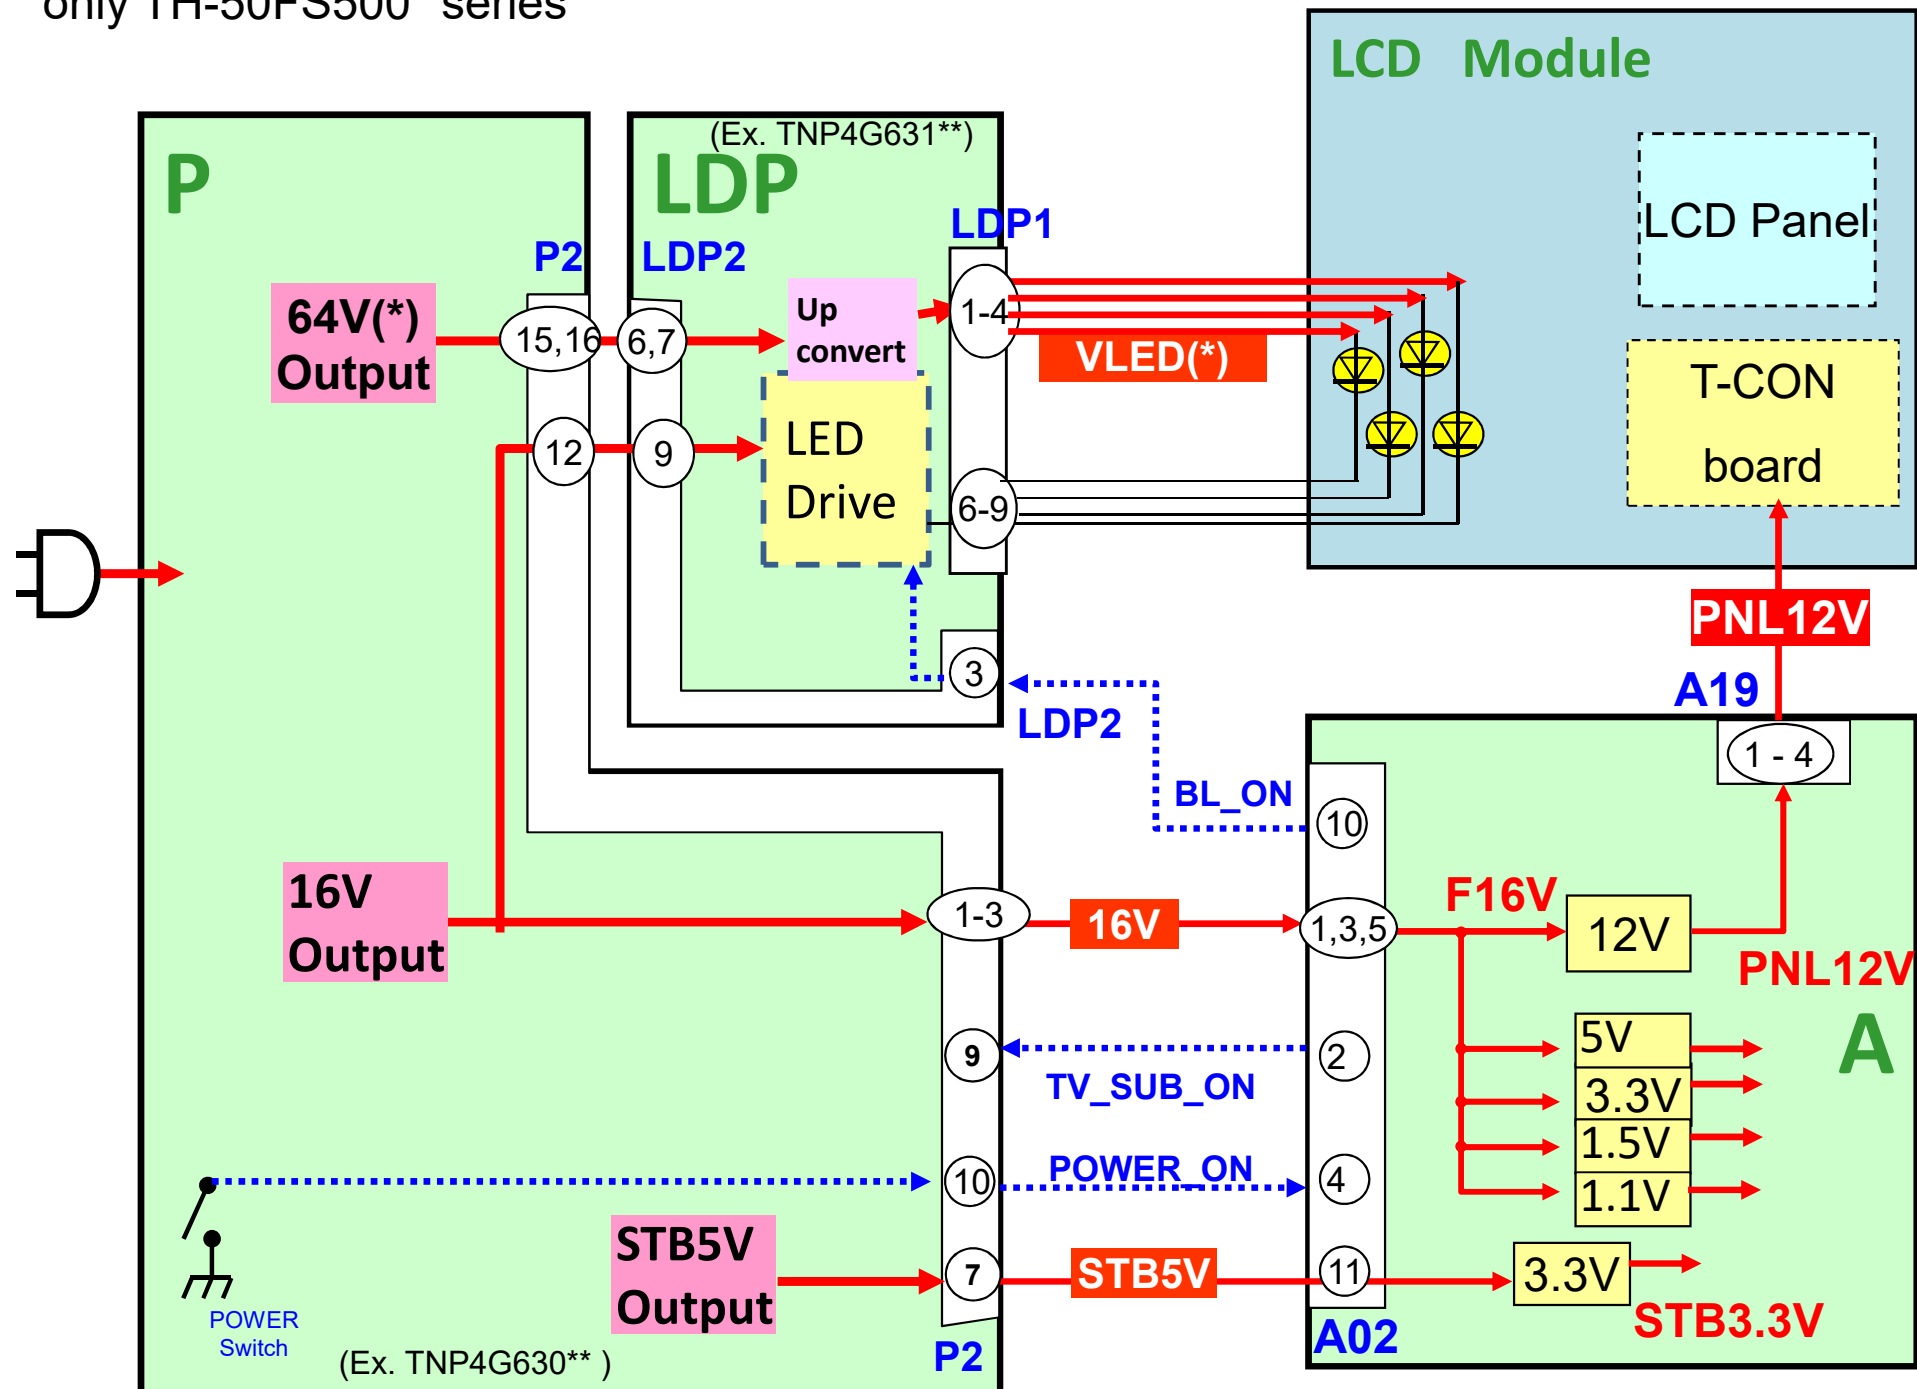 only TH-50FS500  series
LCD Module
(Ex. TNP4G631**)
P
LDP
LDP1
P2
LDP2
LCD Panel
64V(*)
Output
15,16
6,7
Up
convert
1-4
VLED(*)
T-CON
board
12
9
LED
Drive
6-9
PNL12V
3
A19
LDP2
1 - 4
BL_ON
10
16V
Output
1-3
16V
1,3,5
F16V
12V
PNL12V
9
2
TV_SUB_ON
5V
A
3.3V
1.5V
10
POWER_ON
4
1.1V
STB5V
Output
7
STB5V
11
3.3V
STB3.3V
POWER
Switch
(Ex. TNP4G630** )
P2
A02